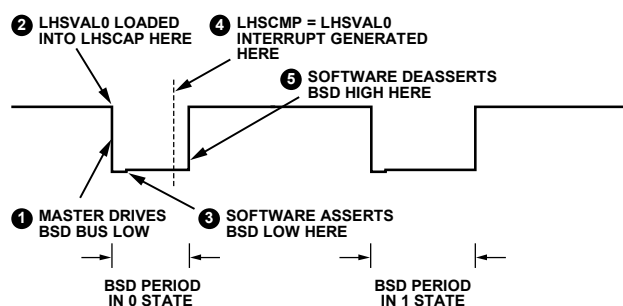 2 LHSVAL0 LOADED
INTO LHSCAP HERE
4 LHSCMP = LHSVAL0
INTERRUPT GENERATED
HERE
5 SOFTWARE DEASSERTS
BSD HIGH HERE
1 MASTER DRIVES
BSD BUS LOW
3 SOFTWARE ASSERTS
BSD LOW HERE
BSD PERIOD
IN 0 STATE
BSD PERIOD
IN 1 STATE